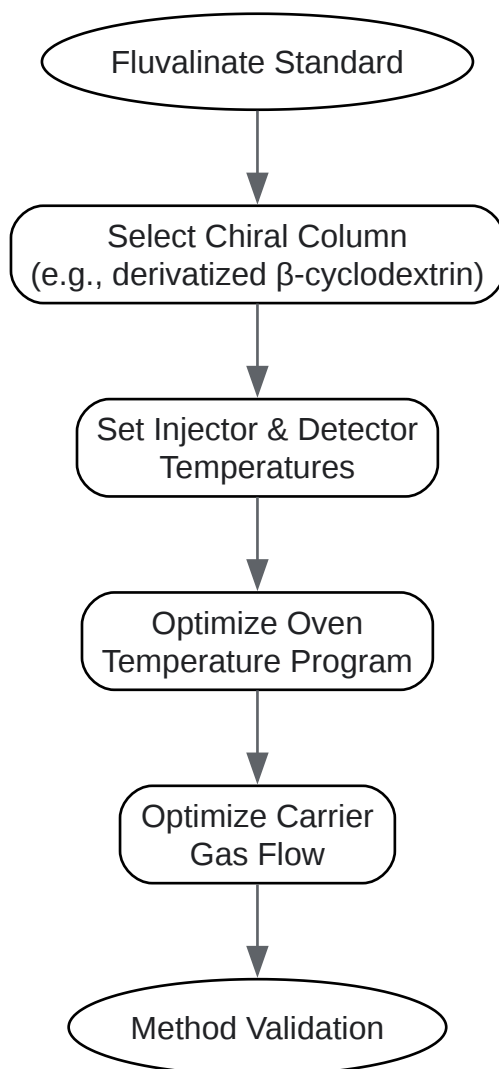 Fluvalinate Standard
Select Chiral Column
(e.g., derivatized β-cyclodextrin)
Set Injector & Detector
Temperatures
Optimize Oven
Temperature Program
Optimize Carrier
Gas Flow
Method Validation